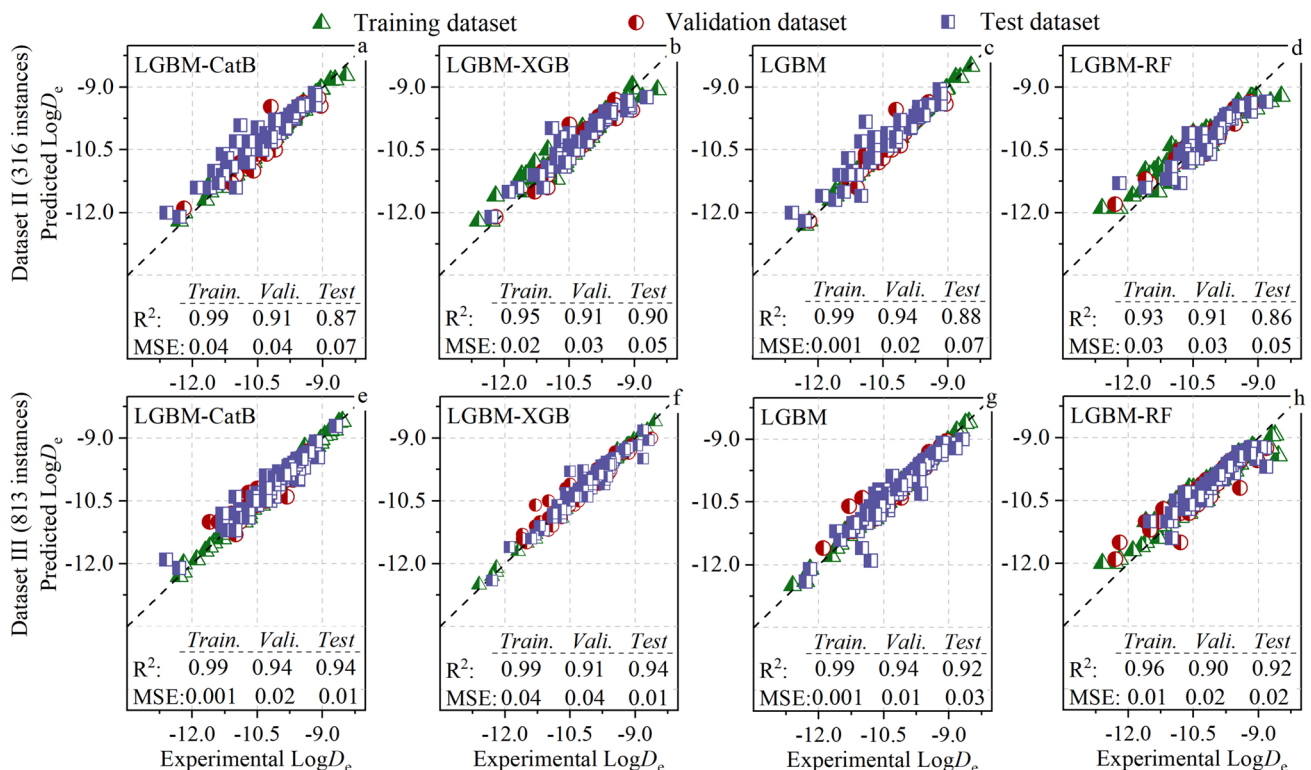 Training dataset Validation dataset Test dataset
Dataset II (316 instances)
Predicted LogDe
a
LGBM-CatB
-9.0
-10.5
-12.0
Train. Vali. Test
R²: 0.99 0.91 0.87
MSE: 0.04 0.04 0.07
-12.0 -10.5 -9.0
b
LGBM-XGB
-9.0
-10.5
-12.0
Train. Vali. Test
R²: 0.95 0.91 0.90
MSE: 0.02 0.03 0.05
-12.0 -10.5 -9.0
c
LGBM
-9.0
-10.5
-12.0
Train. Vali. Test
R²: 0.99 0.94 0.88
MSE: 0.001 0.02 0.07
-12.0 -10.5 -9.0
d
LGBM-RF
-9.0
-10.5
-12.0
Train. Vali. Test
R²: 0.93 0.91 0.86
MSE: 0.03 0.03 0.05
-12.0 -10.5 -9.0
Dataset III (813 instances)
Predicted LogDe
e
LGBM-CatB
-9.0
-10.5
-12.0
Train. Vali. Test
R²: 0.99 0.94 0.94
MSE: 0.001 0.02 0.01
-12.0 -10.5 -9.0
Experimental LogDe
f
LGBM-XGB
-9.0
-10.5
-12.0
Train. Vali. Test
R²: 0.99 0.91 0.94
MSE: 0.04 0.04 0.01
-12.0 -10.5 -9.0
Experimental LogDe
g
LGBM
-9.0
-10.5
-12.0
Train. Vali. Test
R²: 0.99 0.94 0.92
MSE: 0.001 0.01 0.03
-12.0 -10.5 -9.0
Experimental LogDe
h
LGBM-RF
-9.0
-10.5
-12.0
Train. Vali. Test
R²: 0.96 0.90 0.92
MSE: 0.01 0.02 0.02
-12.0 -10.5 -9.0
Experimental LogDe